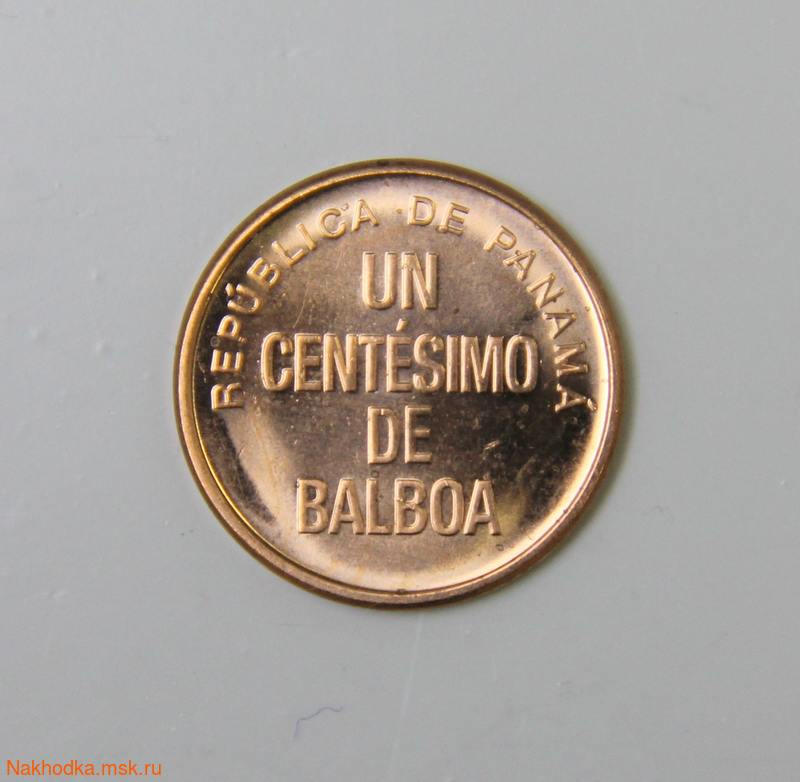 REPÚBLICA DE PANAMÁ
UN
CENTÉSIMO
DE
BALBOA
Nakhodka.msk.ru